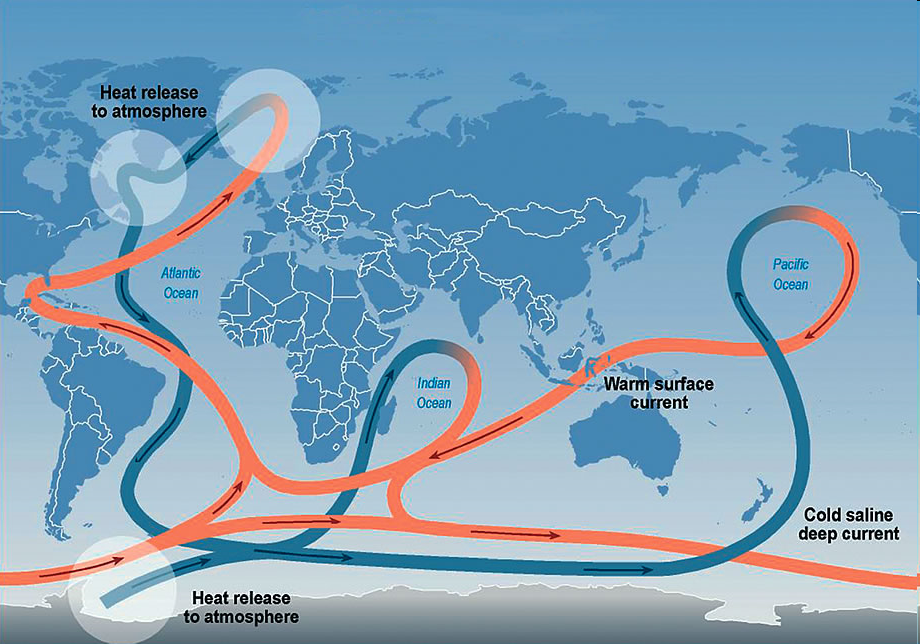 Heat release
to atmosphere
Atlantic
Ocean
Pacific
Ocean
Indian
Ocean
Warm surface
current
Cold saline
deep current
Heat release
to atmosphere